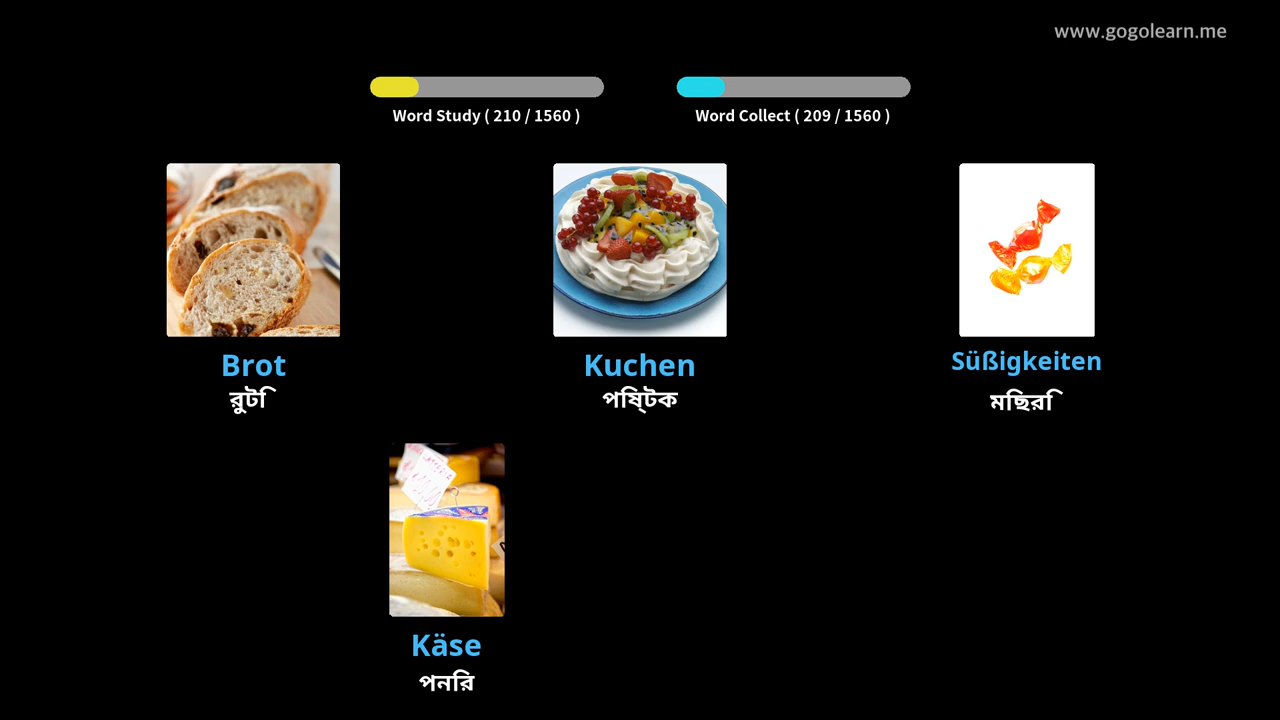 www.gogolearn.me
Word Study ( 210 / 1560 )
Word Collect ( 209 / 1560 )
Brot
রুটি
Kuchen
পিষ্টক
Süßigkeiten
মিছরি
Käse
পনির